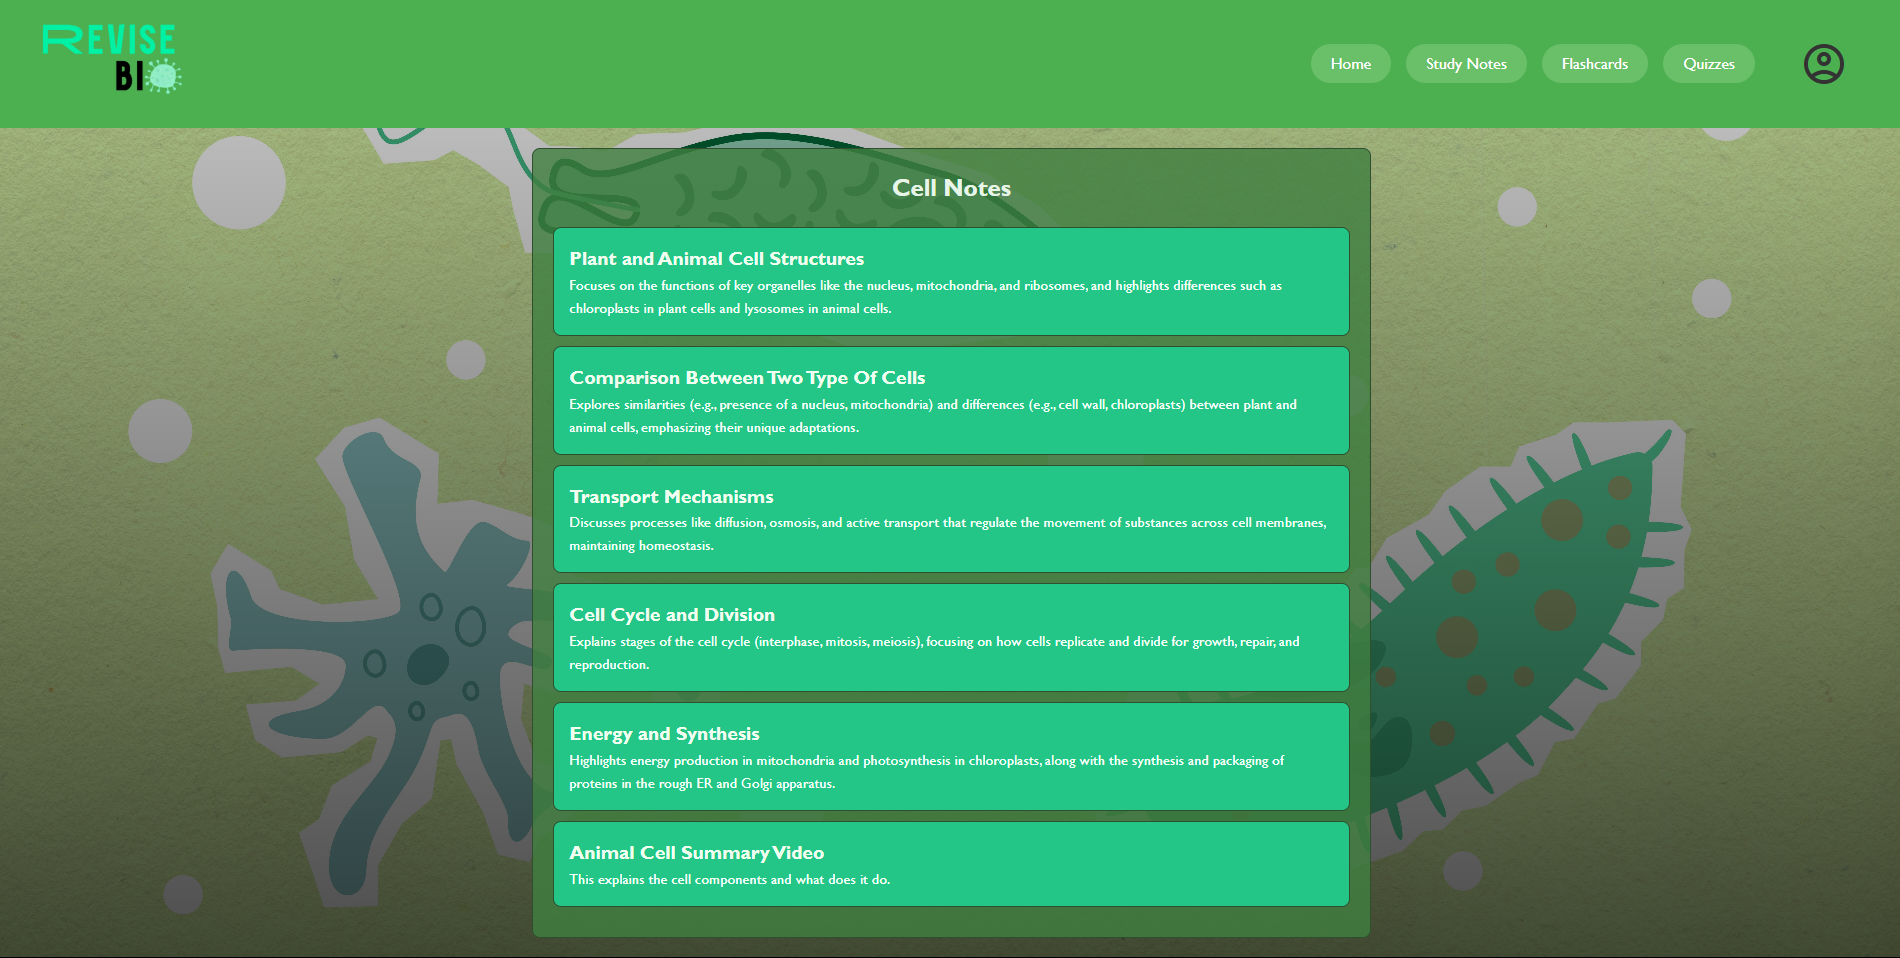 REVISE
BIO
Home Study Notes Flashcards Quizzes
Cell Notes
Plant and Animal Cell Structures
Focuses on the functions of key organelles like the nucleus, mitochondria, and ribosomes, and highlights differences such as
chloroplasts in plant cells and lysosomes in animal cells.
Comparison Between Two Type Of Cells
Explores similarities (e.g., presence of a nucleus, mitochondria) and differences (e.g., cell wall, chloroplasts) between plant and
animal cells, emphasizing their unique adaptations.
Transport Mechanisms
Discusses processes like diffusion, osmosis, and active transport that regulate the movement of substances across cell membranes,
maintaining homeostasis.
Cell Cycle and Division
Explains stages of the cell cycle (interphase, mitosis, meiosis), focusing on how cells replicate and divide for growth, repair, and
reproduction.
Energy and Synthesis
Highlights energy production in mitochondria and photosynthesis in chloroplasts, along with the synthesis and packaging of
proteins in the rough ER and Golgi apparatus.
Animal Cell Summary Video
This explains the cell components and what does it do.